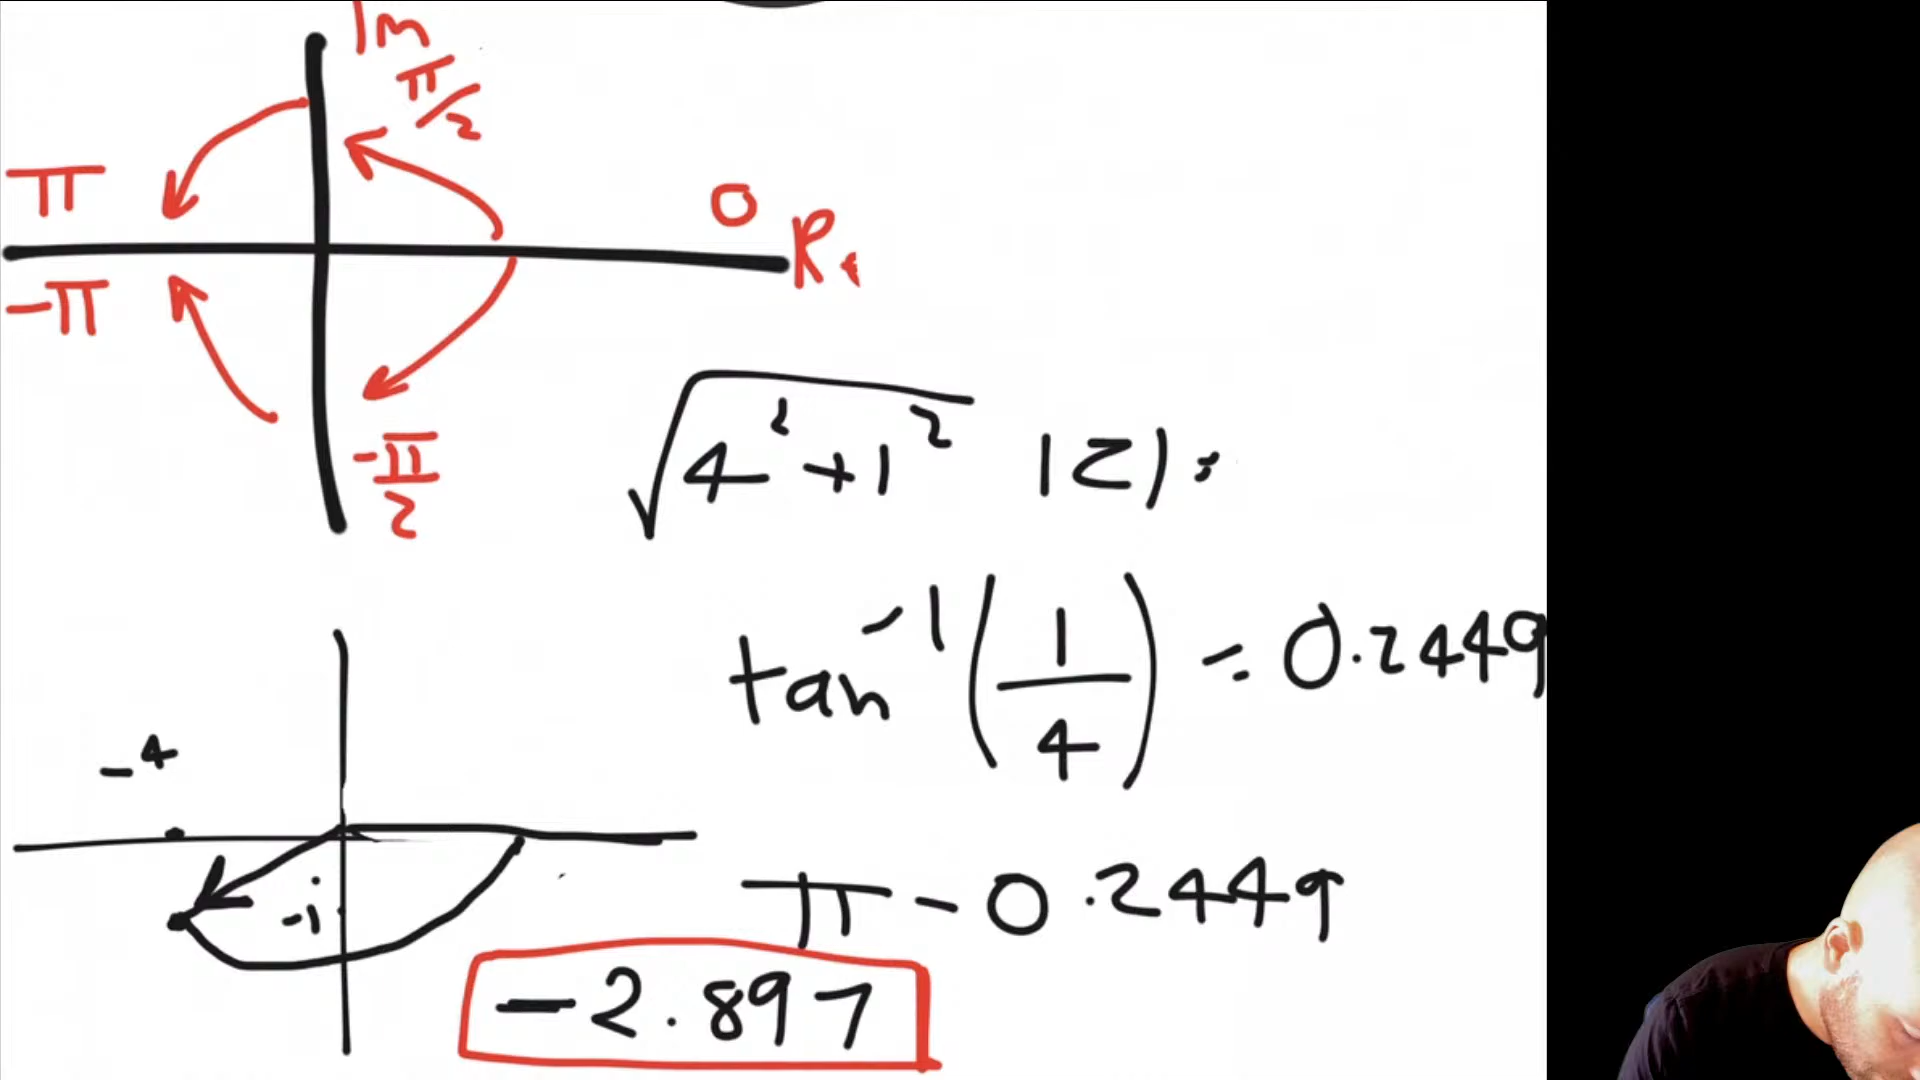 Im
π/2
π
0
Re
-π
-π/2
√4²+1² |z| =
tan⁻¹(1/4) = 0.2449
-4
-i
π - 0.2449
-2.897